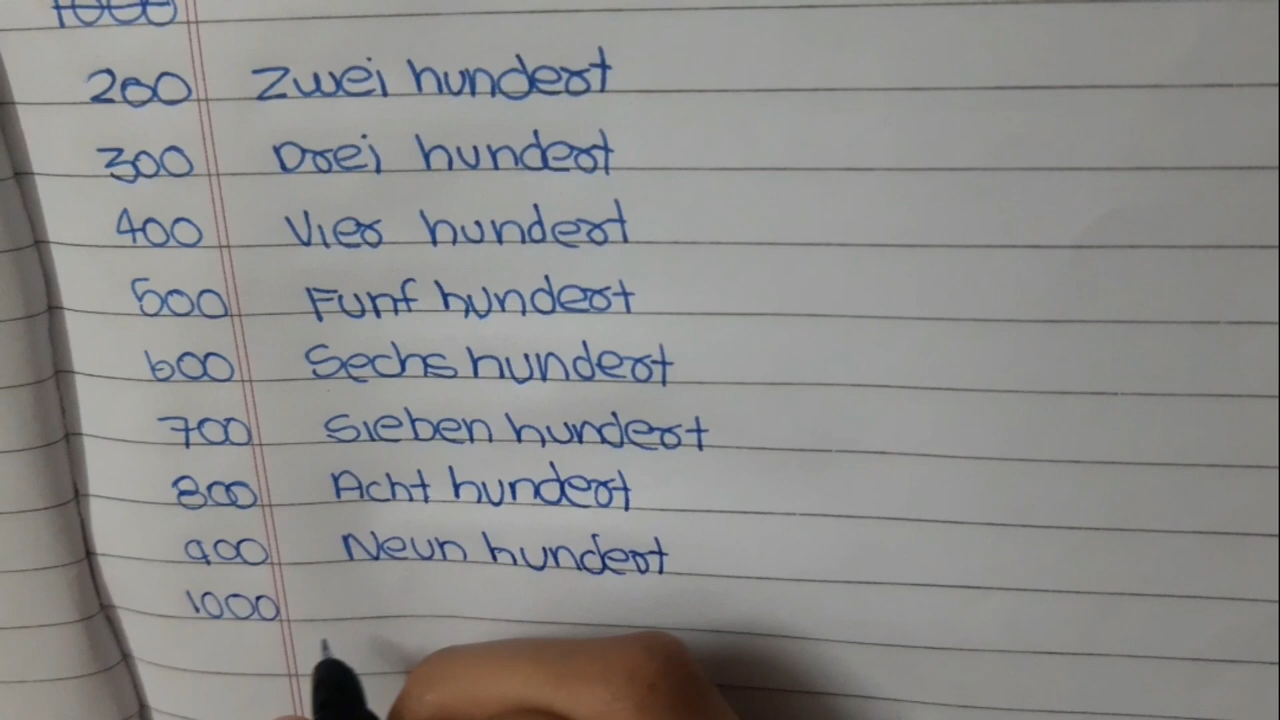 1000
200 Zwei hundert
300 Drei hundert
400 Vier hundert
500 Funf hundert
600 Sechs hundert
700 Sieben hundert
800 Acht hundert
900 Neun hundert
1000